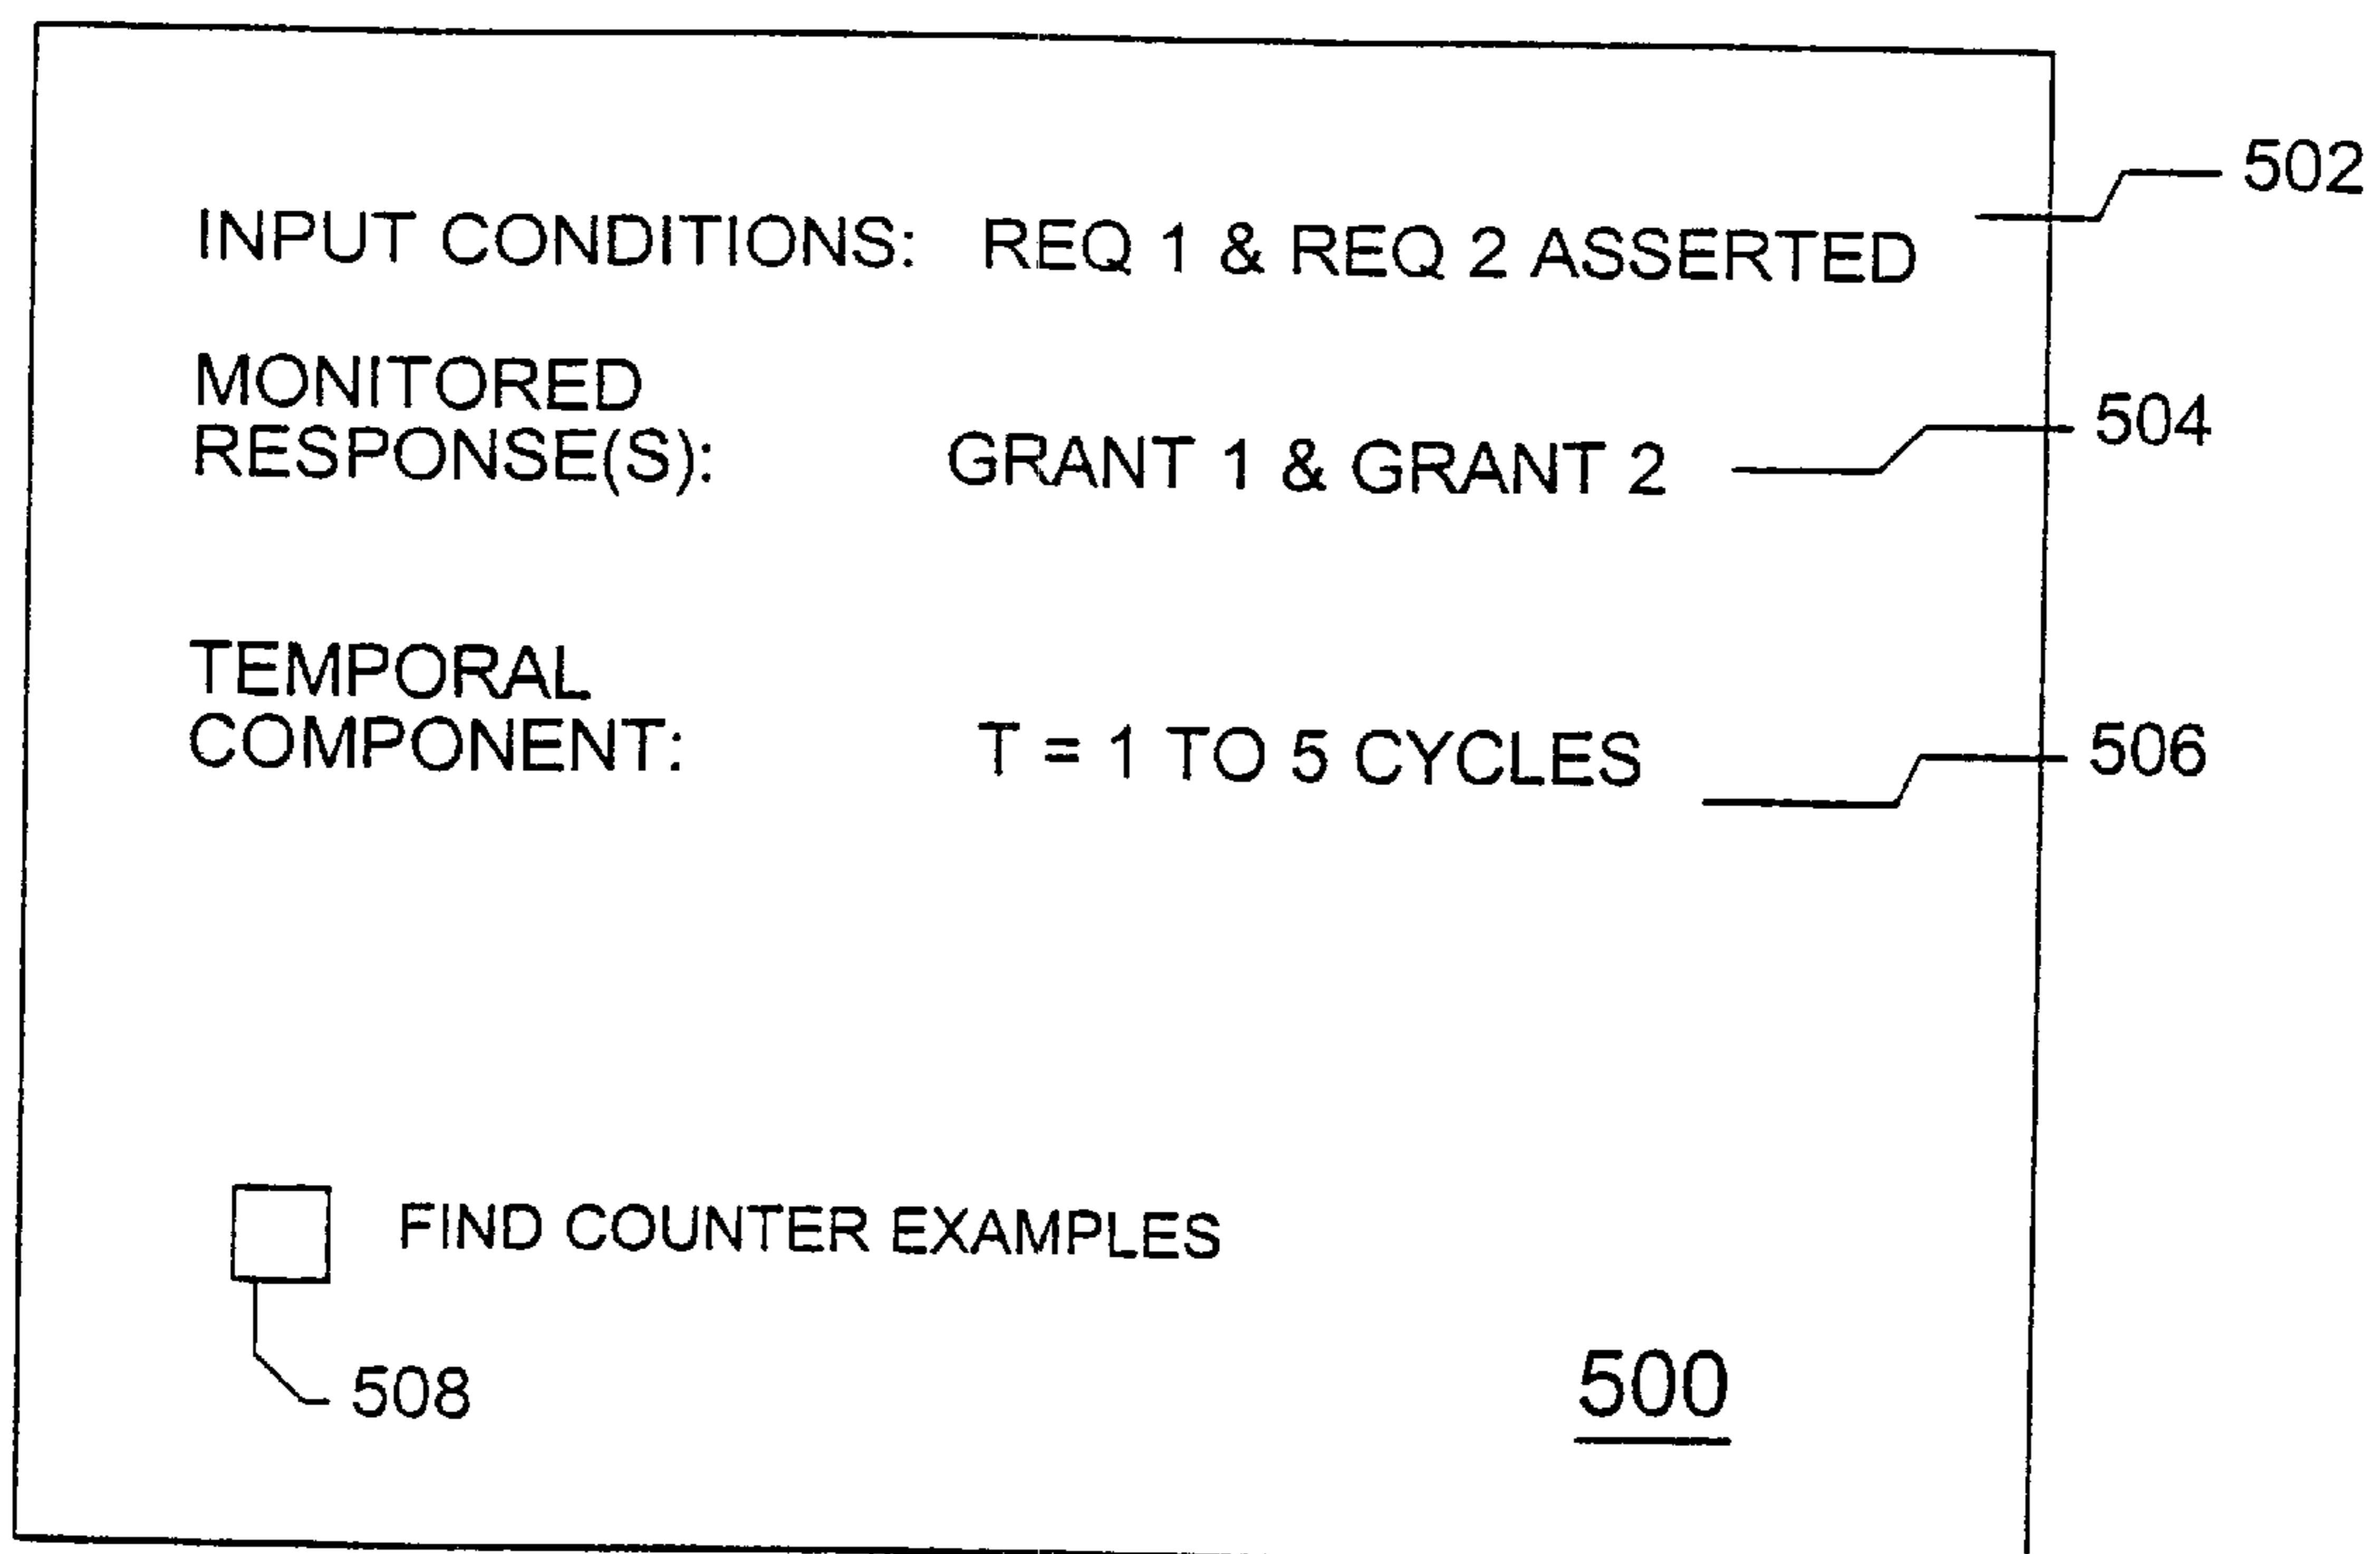 502
INPUT CONDITIONS: REQ 1 & REQ 2 ASSERTED
MONITORED
RESPONSE(S): GRANT 1 & GRANT 2
504
TEMPORAL
COMPONENT: T = 1 TO 5 CYCLES
506
FIND COUNTER EXAMPLES
508
500